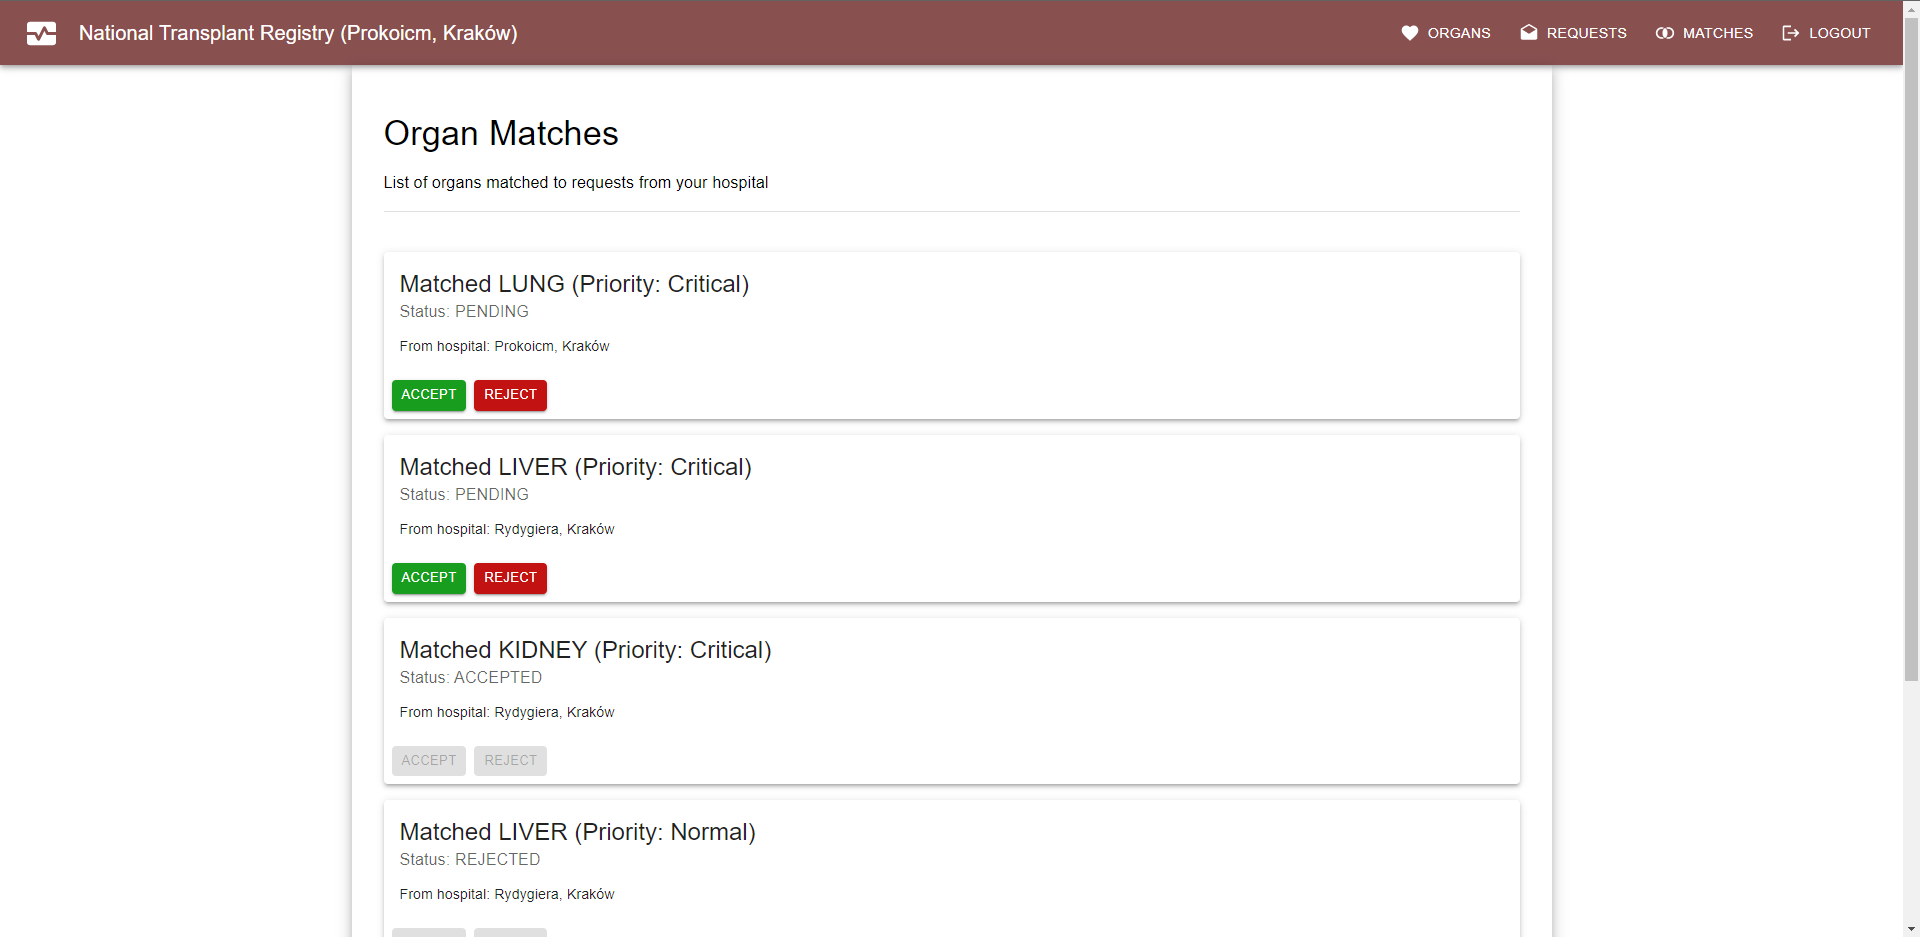 National Transplant Registry (Prokoicm, Kraków)
ORGANS
REQUESTS
MATCHES
LOGOUT
Organ Matches
List of organs matched to requests from your hospital
Matched LUNG (Priority: Critical)
Status: PENDING
From hospital: Prokoicm, Kraków
ACCEPT REJECT
Matched LIVER (Priority: Critical)
Status: PENDING
From hospital: Rydygiera, Kraków
ACCEPT REJECT
Matched KIDNEY (Priority: Critical)
Status: ACCEPTED
From hospital: Rydygiera, Kraków
ACCEPT REJECT
Matched LIVER (Priority: Normal)
Status: REJECTED
From hospital: Rydygiera, Kraków